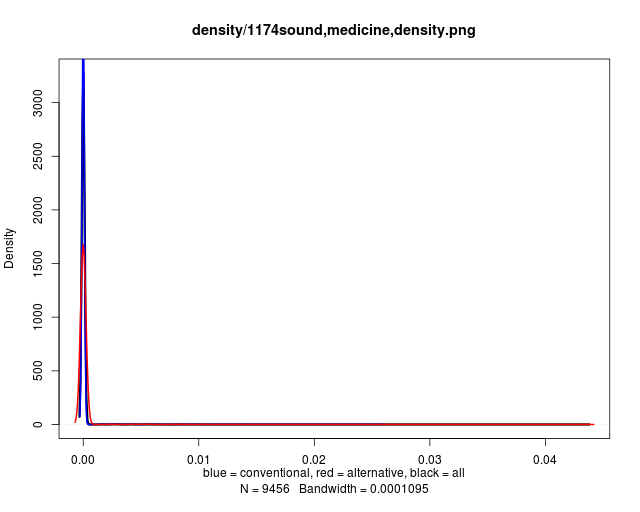 density/1174sound,medicine,density.png
Density
3000
2500
2000
1500
1000
500
0
0.00 0.01 0.02 0.03 0.04
blue = conventional, red = alternative, black = all
N = 9456 Bandwidth = 0.0001095